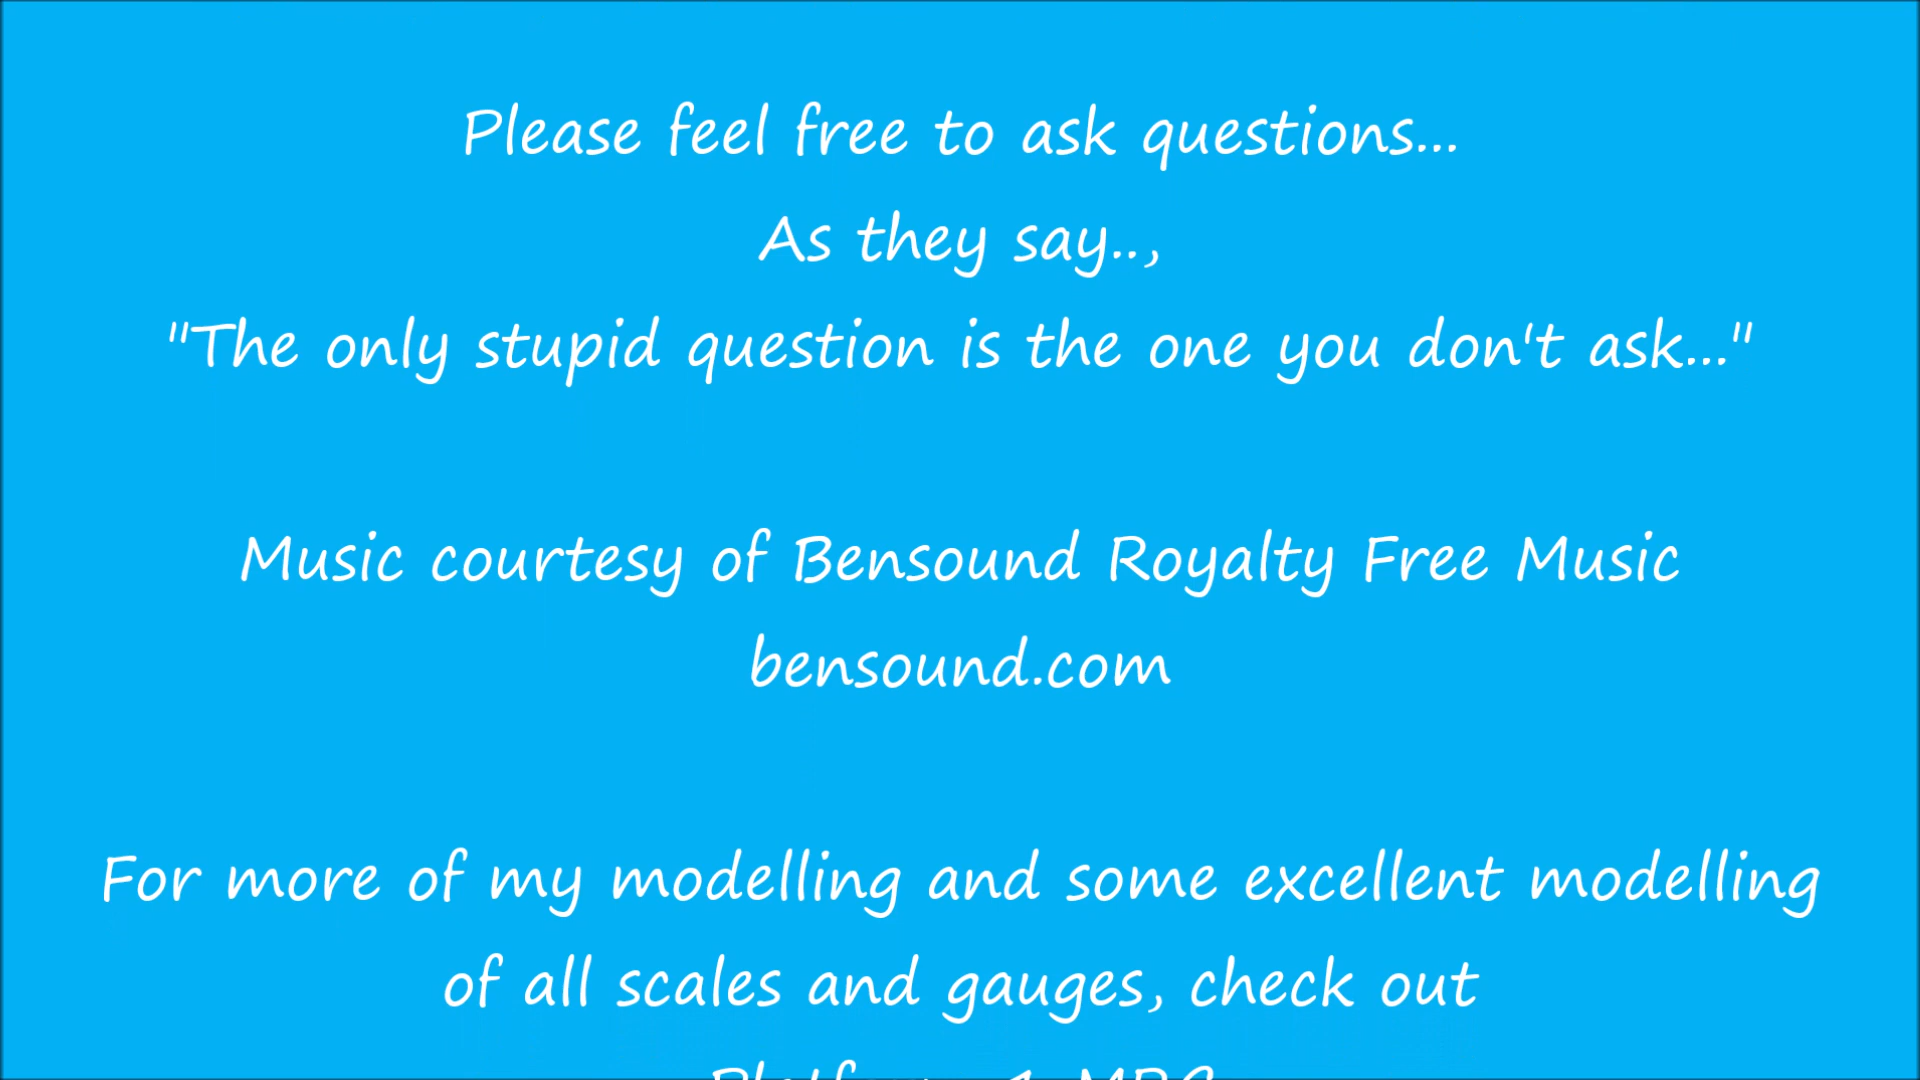 Please feel free to ask questions...
As they say..,
"The only stupid question is the one you don't ask..."
Music courtesy of Bensound Royalty Free Music
bensound.com
For more of my modelling and some excellent modelling
of all scales and gauges, check out